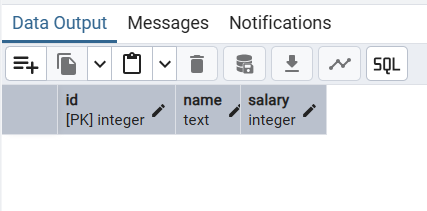 Data Output Messages Notifications
SQL
id name salary
[PK] integer text integer